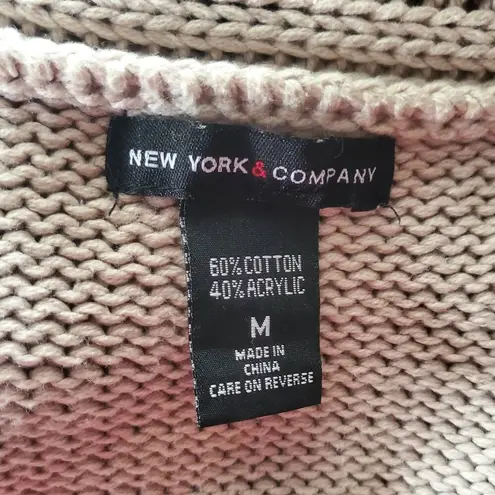 NEW YORK & COMPANY
60% COTTON
40% ACRYLIC
M
MADE IN
CHINA
CARE ON REVERSE